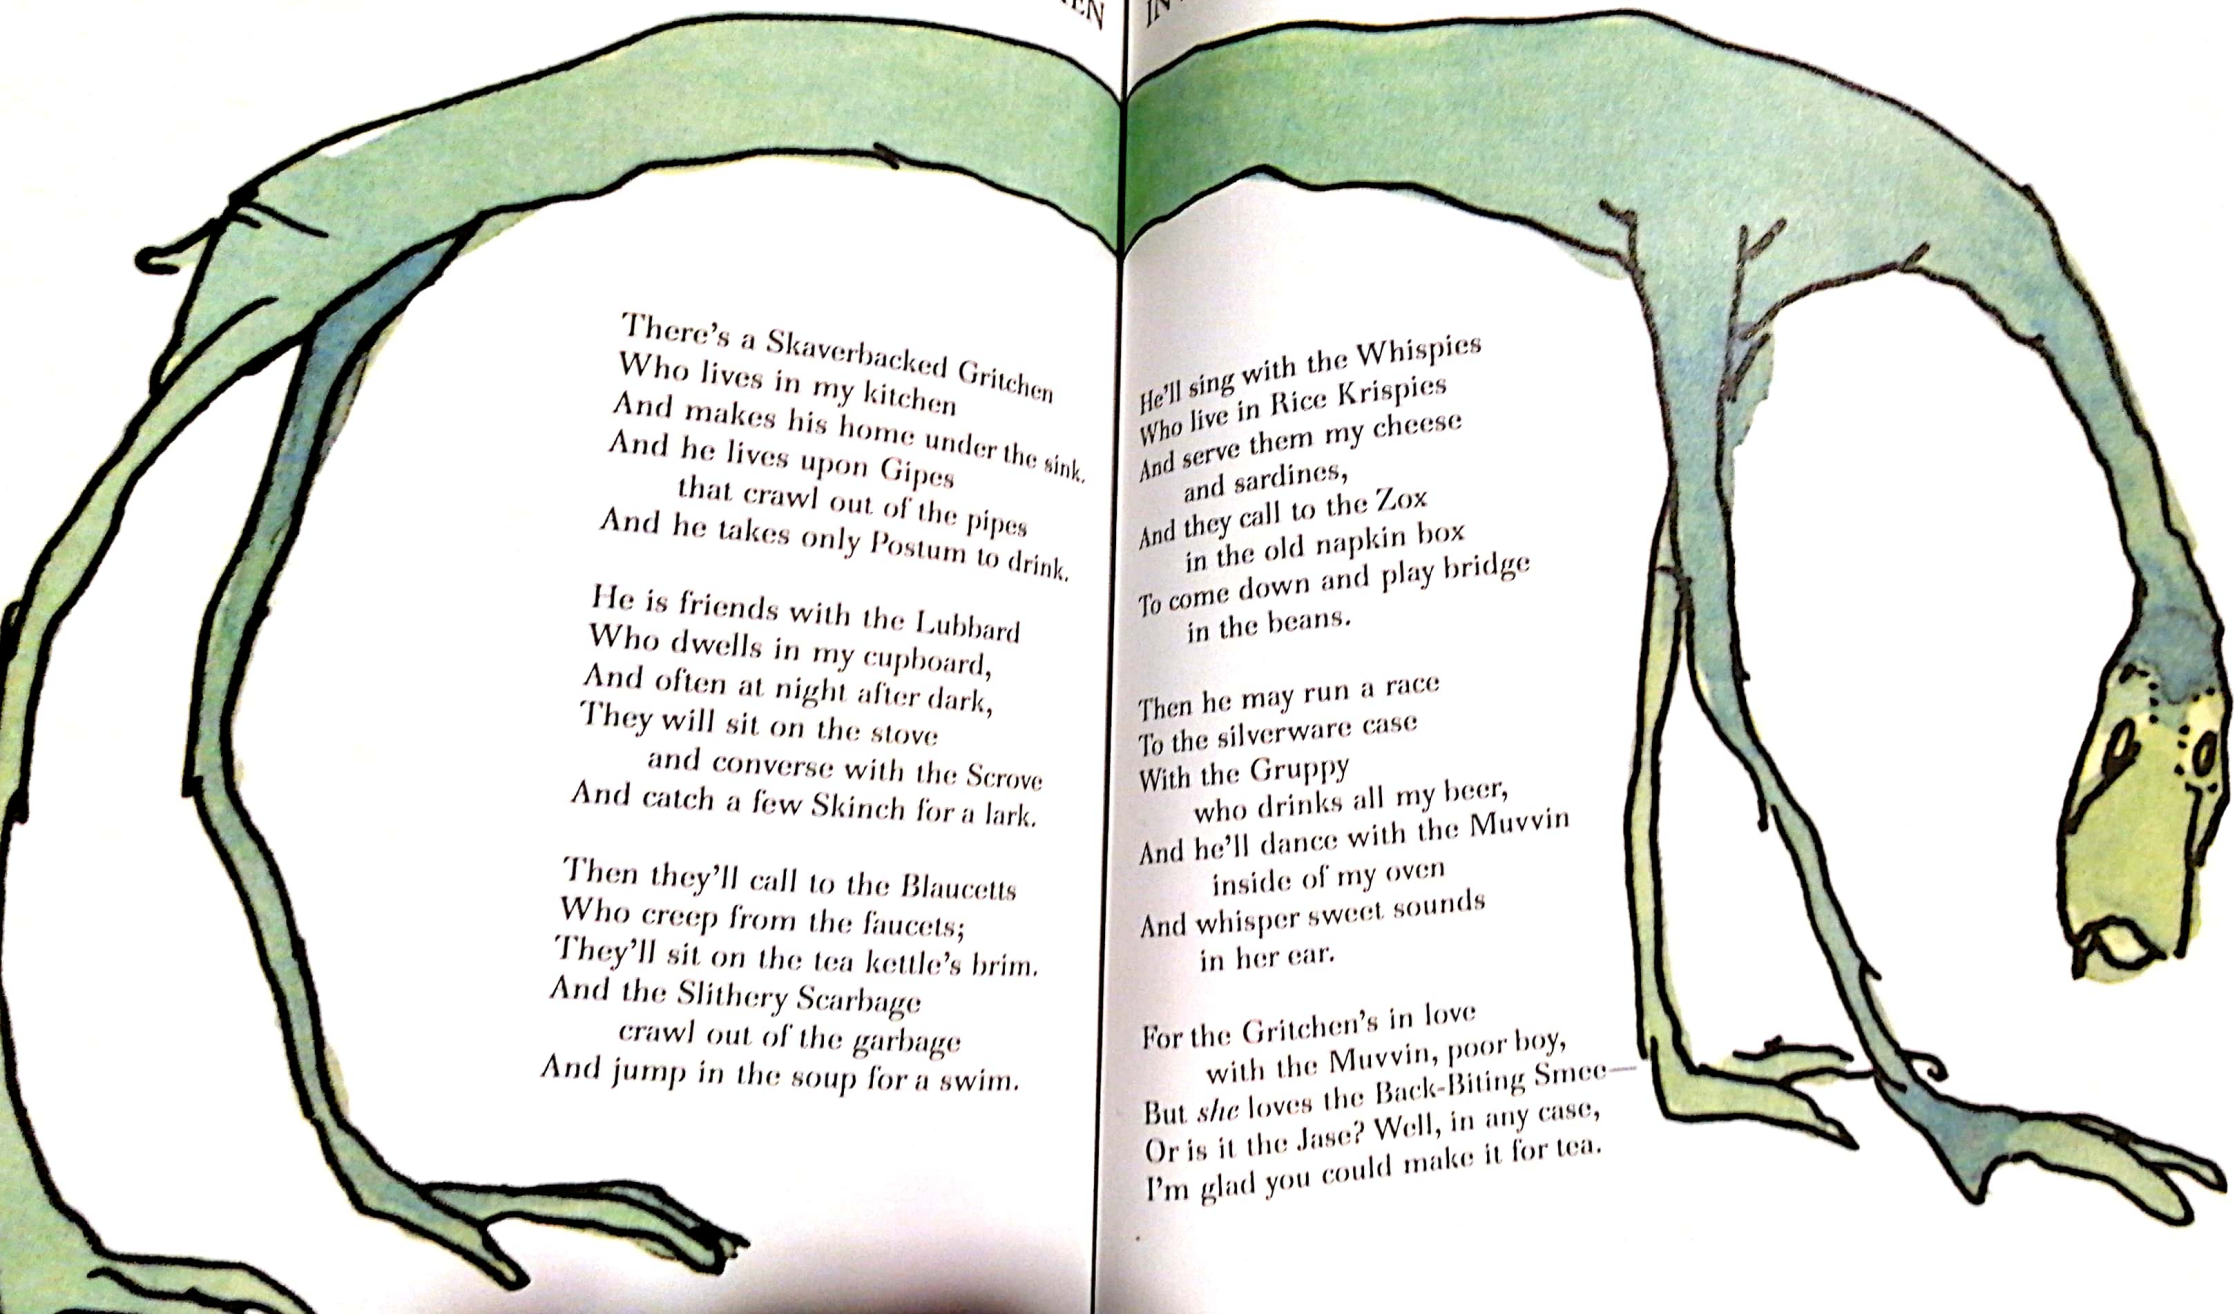 There's a Skaverbacked Gritchen
Who lives in my kitchen
And makes his home under the sink.
And he lives upon Gipes
that crawl out of the pipes
And he takes only Postum to drink.
He is friends with the Lubbard
Who dwells in my cupboard,
And often at night after dark,
They will sit on the stove
and converse with the Scrove
And catch a few Skinch for a lark.
Then they'll call to the Blaucetts
Who creep from the faucets;
They'll sit on the tea kettle's brim.
And the Slithery Scarbage
crawl out of the garbage
And jump in the soup for a swim.
He'll sing with the Whispies
Who live in Rice Krispies
And serve them my cheese
and sardines,
And they call to the Zox
in the old napkin box
To come down and play bridge
in the beans.
Then he may run a race
To the silverware case
With the Gruppy
who drinks all my beer,
And he'll dance with the Muvvin
inside of my oven
And whisper sweet sounds
in her ear.
For the Gritchen's in love
with the Muvvin, poor boy,
But she loves the Back-Biting Smee—
Or is it the Jase? Well, in any case,
I'm glad you could make it for tea.